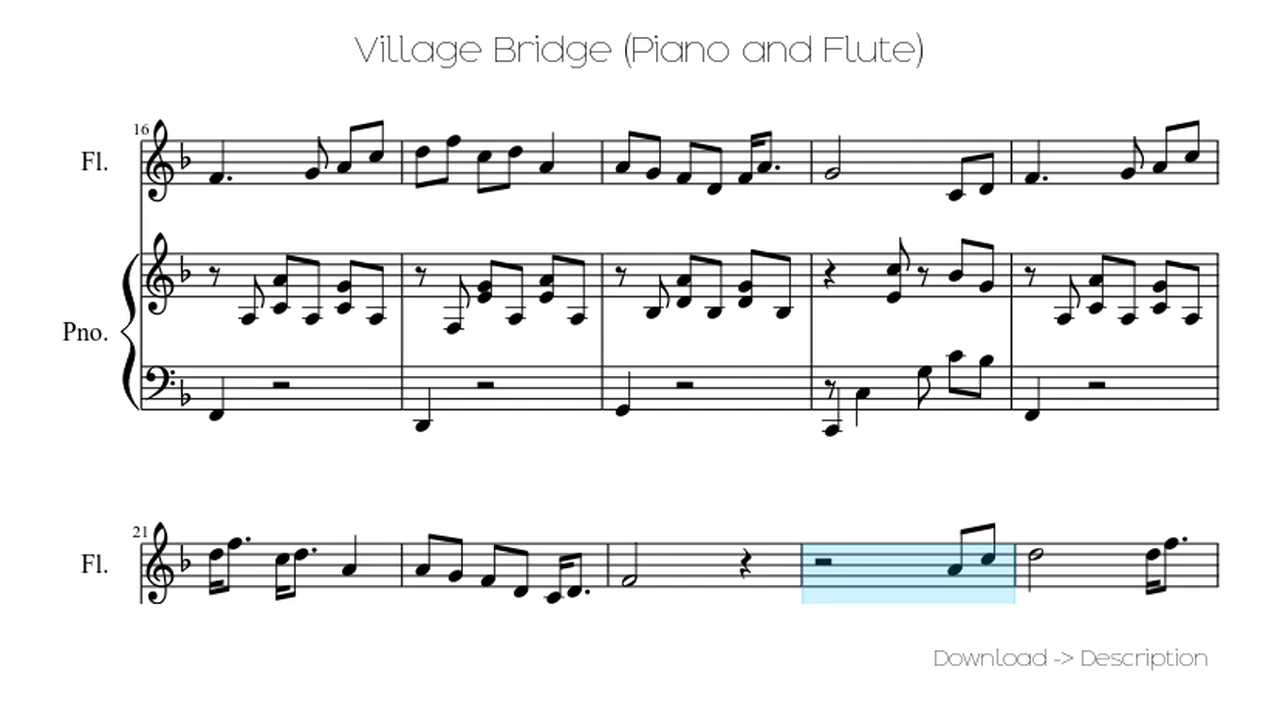 Village Bridge (Piano and Flute)
16
Fl.
Pno.
21
Fl.
Download -> Description